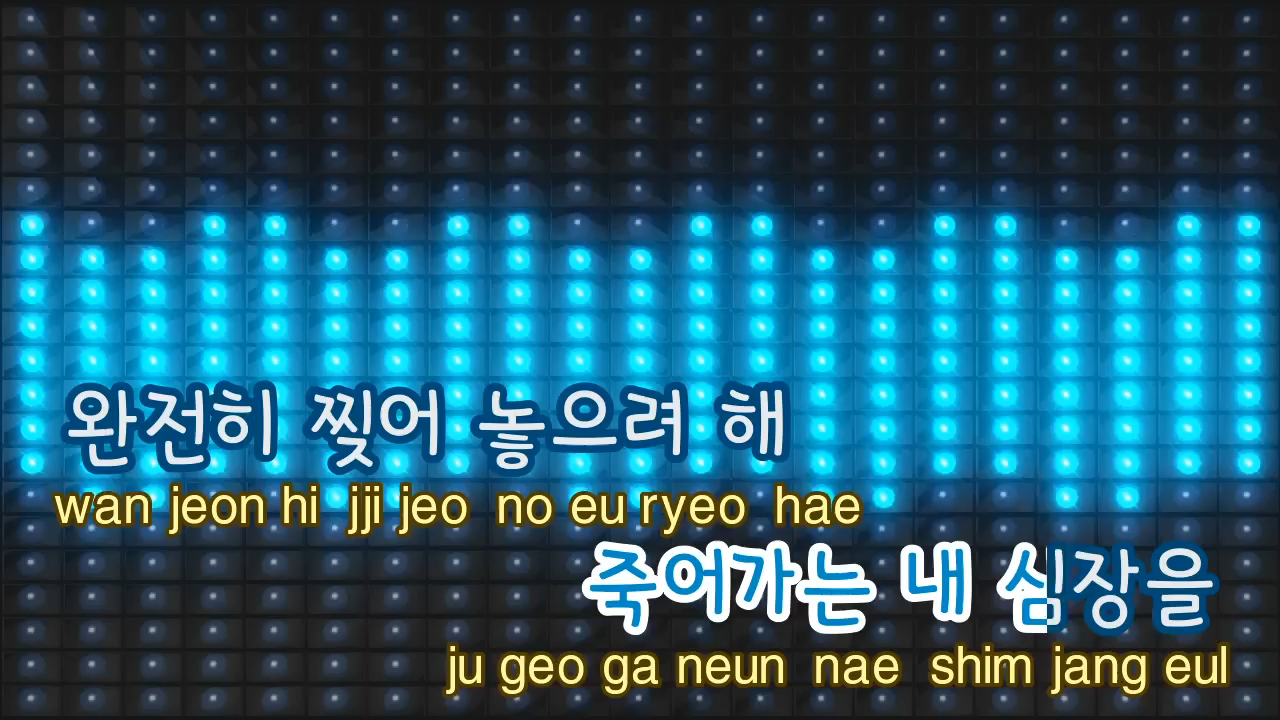 완전히 찢어 놓으려 해
wan jeon hi jji jeo no eu ryeo hae
죽어가는 내 심장을
ju geo ga neun nae shim jang eul